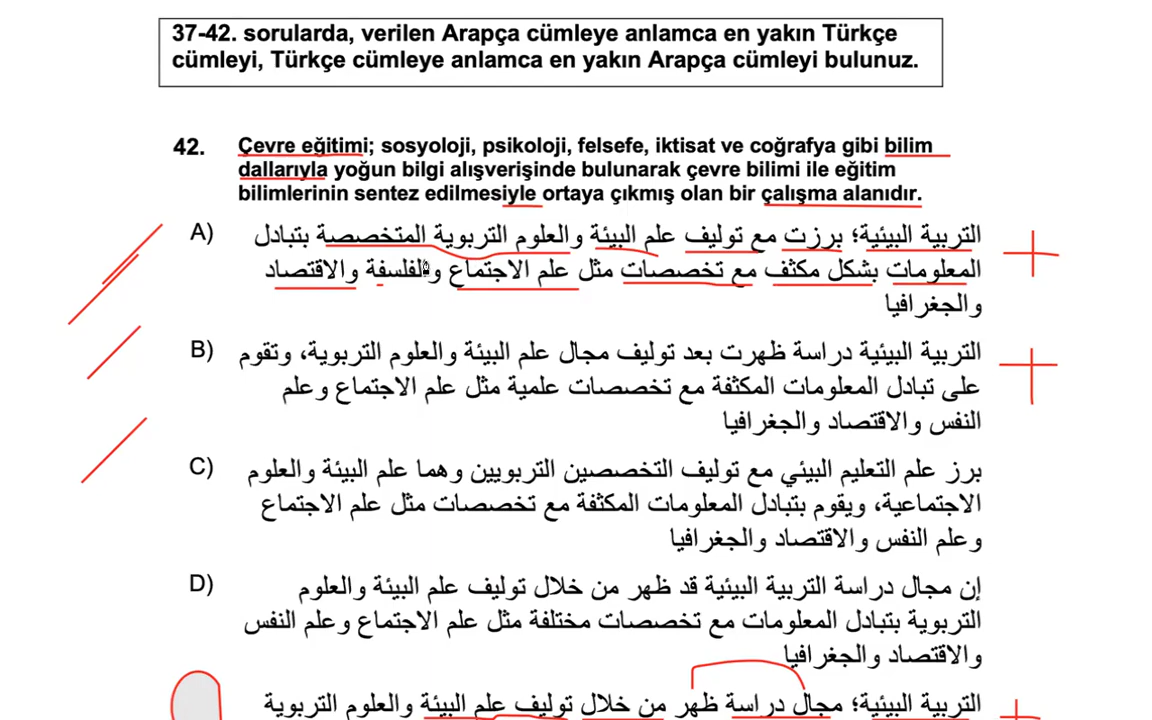 37-42. sorularda, verilen Arapça cümleye anlamca en yakın Türkçe
cümleyi, Türkçe cümleye anlamca en yakın Arapça cümleyi bulunuz.
42. Çevre eğitimi; sosyoloji, psikoloji, felsefe, iktisat ve coğrafya gibi bilim
dallarıyla yoğun bilgi alışverişinde bulunarak çevre bilimi ile eğitim
bilimlerinin sentez edilmesiyle ortaya çıkmış olan bir çalışma alanıdır.
A) التربية البيئية؛ برزت مع توليف علم البيئة والعلوم التربوية المتخصصة بتبادل
المعلومات بشكل مكثف مع تخصصات مثل علم الاجتماع والفلسفة والاقتصاد
والجغرافيا
B) التربية البيئية دراسة ظهرت بعد توليف مجال علم البيئة والعلوم التربوية، وتقوم
على تبادل المعلومات المكثفة مع تخصصات علمية مثل علم الاجتماع وعلم
النفس والاقتصاد والجغرافيا
C) برز علم التعليم البيئي مع توليف التخصصين التربويين وهما علم البيئة والعلوم
الاجتماعية، ويقوم بتبادل المعلومات المكثفة مع تخصصات مثل علم الاجتماع
وعلم النفس والاقتصاد والجغرافيا
D) إن مجال دراسة التربية البيئية قد ظهر من خلال توليف علم البيئة والعلوم
التربوية بتبادل المعلومات مع تخصصات مختلفة مثل علم الاجتماع وعلم النفس
والاقتصاد والجغرافيا
التربية البيئية؛ مجال دراسة ظهر من خلال توليف علم البيئة والعلوم التربوية